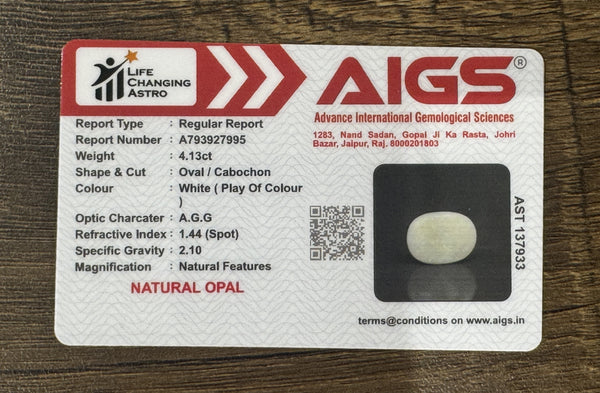 LIFE
CHANGING
ASTRO
AIGS®
Advance International Gemological Sciences
1283, Nand Sadan, Gopal Ji Ka Rasta, Johri
Bazar, Jaipur, Raj. 8000201803
Report Type : Regular Report
Report Number : A793927995
Weight : 4.13ct
Shape & Cut : Oval / Cabochon
Colour : White ( Play Of Colour
)
Optic Charcater : A.G.G
Refractive Index : 1.44 (Spot)
Specific Gravity : 2.10
Magnification : Natural Features
NATURAL OPAL
AST 137933
terms@conditions on www.aigs.in